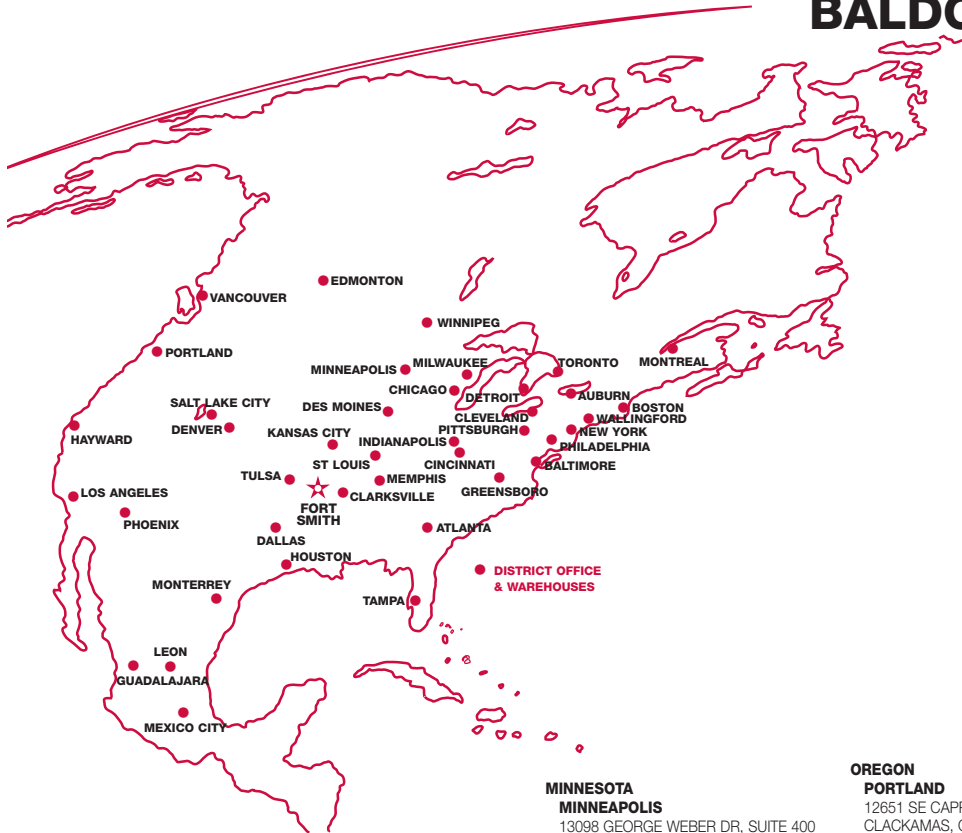 EDMONTON
VANCOUVER
WINNIPEG
PORTLAND
MINNEAPOLIS
MILWAUKEE
TORONTO
MONTREAL
CHICAGO
DETROIT
AUBURN
SALT LAKE CITY
DES MOINES
BOSTON
CLEVELAND
WALLINGFORD
DENVER
KANSAS CITY
PITTSBURGH
NEW YORK
HAYWARD
INDIANAPOLIS
PHILADELPHIA
ST LOUIS
CINCINNATI
BALTIMORE
TULSA
MEMPHIS
LOS ANGELES
CLARKSVILLE
GREENSBORO
FORT
SMITH
PHOENIX
ATLANTA
DALLAS
HOUSTON
DISTRICT OFFICE
& WAREHOUSES
MONTERREY
TAMPA
LEON
GUADALAJARA
MEXICO CITY
MINNESOTA
MINNEAPOLIS
13098 GEORGE WEBER DR, SUITE 400
OREGON
PORTLAND
12651 SE
CLACKAMAS,